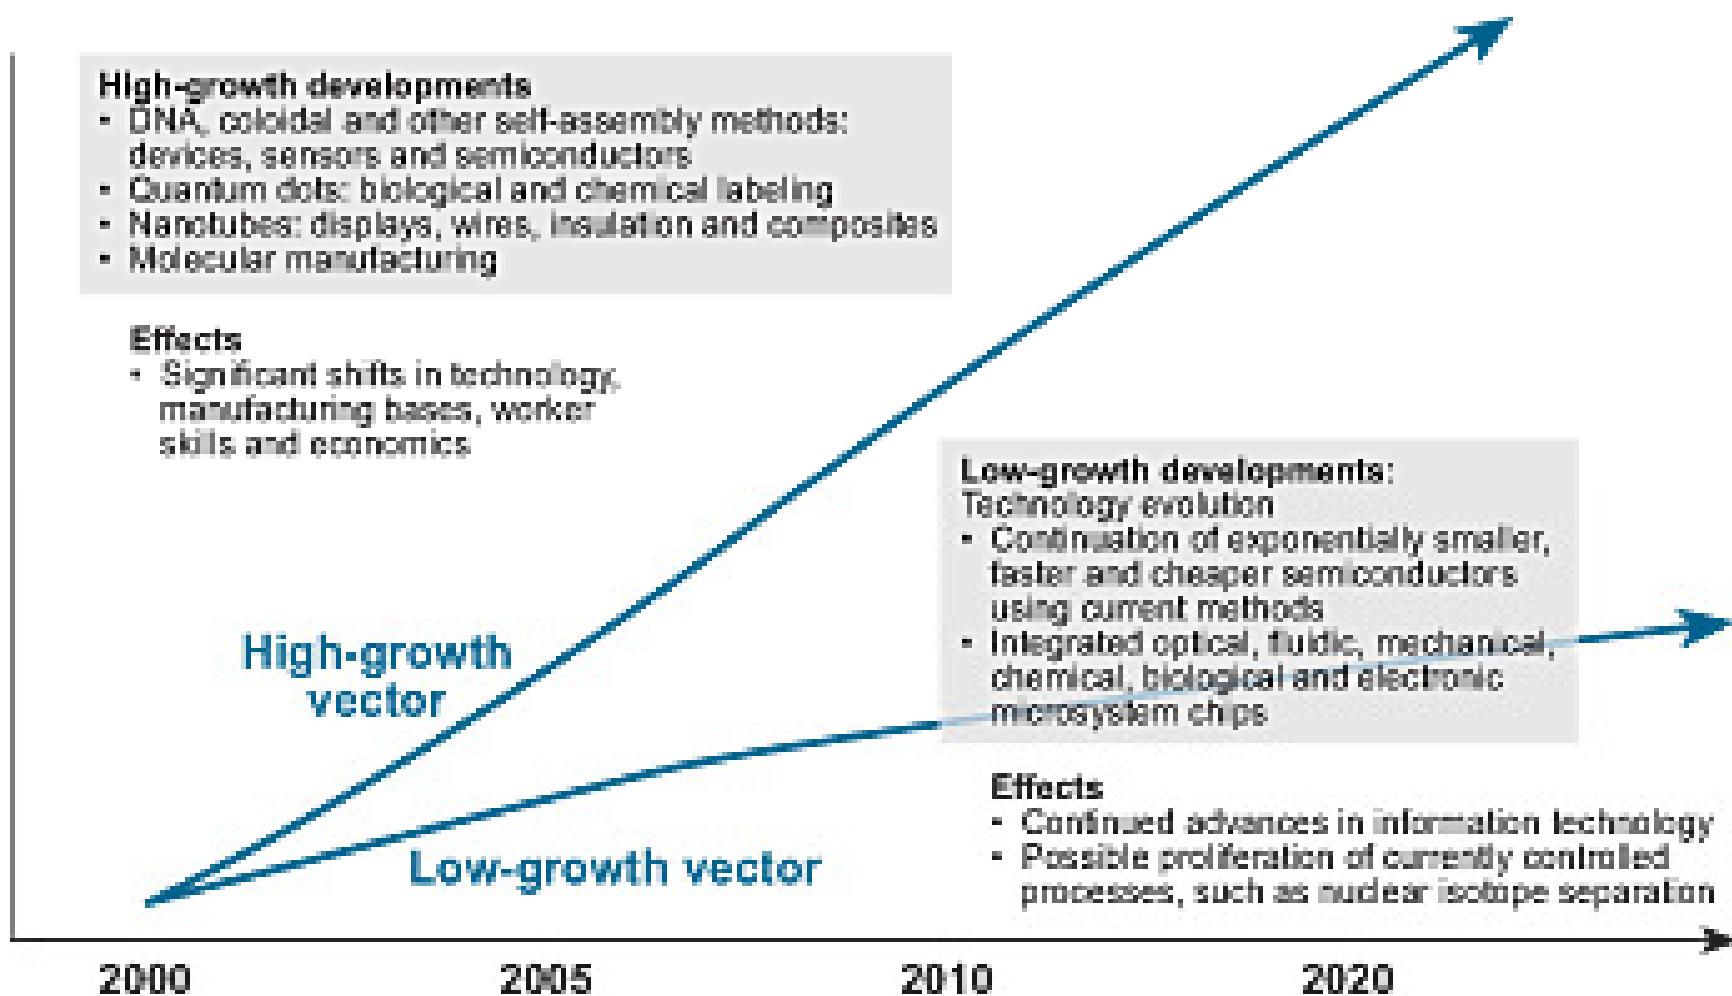 High-growth developments
• DNA, coloidal and other self-assembly methods:
devices, sensors and semiconductors
• Quantum dots: biological and chemical labeling
• Nanotubes: displays, wires, insulation and composites
• Molecular manufacturing
Effects
• Significant shifts in technology,
manufacturing bases, worker
skills and economics
Low-growth developments:
Technology evolution
• Continuation of exponentially smaller,
faster and cheaper semiconductors
using current methods
• Integrated optical, fluidic, mechanical,
chemical, biological and electronic
microsystem chips
High-growth
vector
Low-growth vector
Effects
• Continued advances in information technology
• Possible proliferation of currently controlled
processes, such as nuclear isotope separation
2000 2005 2010 2020